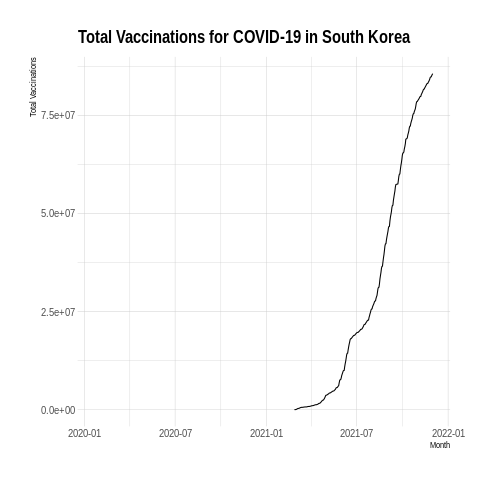 Total Vaccinations for COVID-19 in South Korea
Total Vaccinations
7.5e+07
5.0e+07
2.5e+07
0.0e+00
2020-01 2020-07 2021-01 2021-07 2022-01
Month